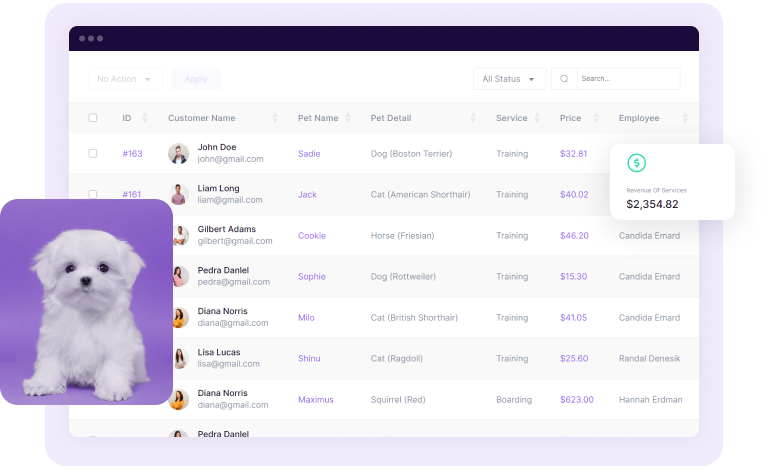 No Action Apply All Status Search...
ID Customer Name Pet Name Pet Detail Service Price Employee
#163 John Doe Sadie Dog (Boston Terrier) Training $32.81
john@gmail.com
#161 Liam Long Jack Cat (American Shorthair) Training $40.02
liam@gmail.com
Revenue Of Services
$2,354.82
Gilbert Adams Cookie Horse (Friesian) Training $46.20 Candida Emard
gilbert@gmail.com
Pedra Danlel Sophie Dog (Rottweiler) Training $15.30 Candida Emard
pedra@gmail.com
Diana Norris Milo Cat (British Shorthair) Training $41.05 Candida Emard
diana@gmail.com
Lisa Lucas Shinu Cat (Ragdoll) Training $25.60 Randal Denesik
lisa@gmail.com
Diana Norris Maximus Squirrel (Red) Boarding $623.00 Hannah Erdman
diana@gmail.com
Pedra Danlel